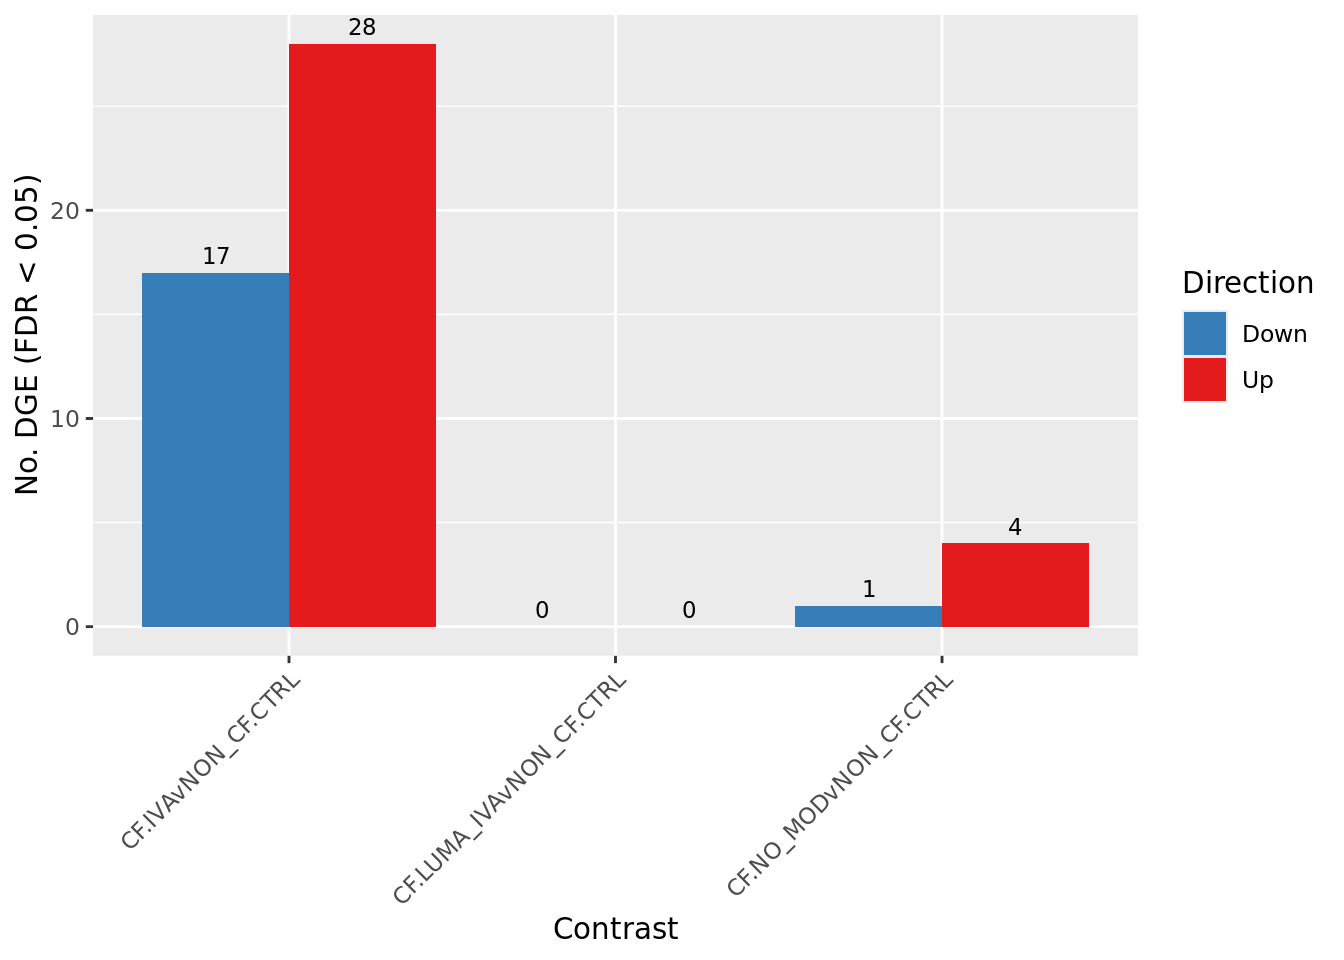 28
17
0
0
1
4
No. DGE (FDR < 0.05)
20
10
0
CF.IVAvNON_CF.CTRL
CF.LUMA_IVAvNON_CF.CTRL
CF.NO_MODvNON_CF.CTRL
Contrast
Direction
Down
Up